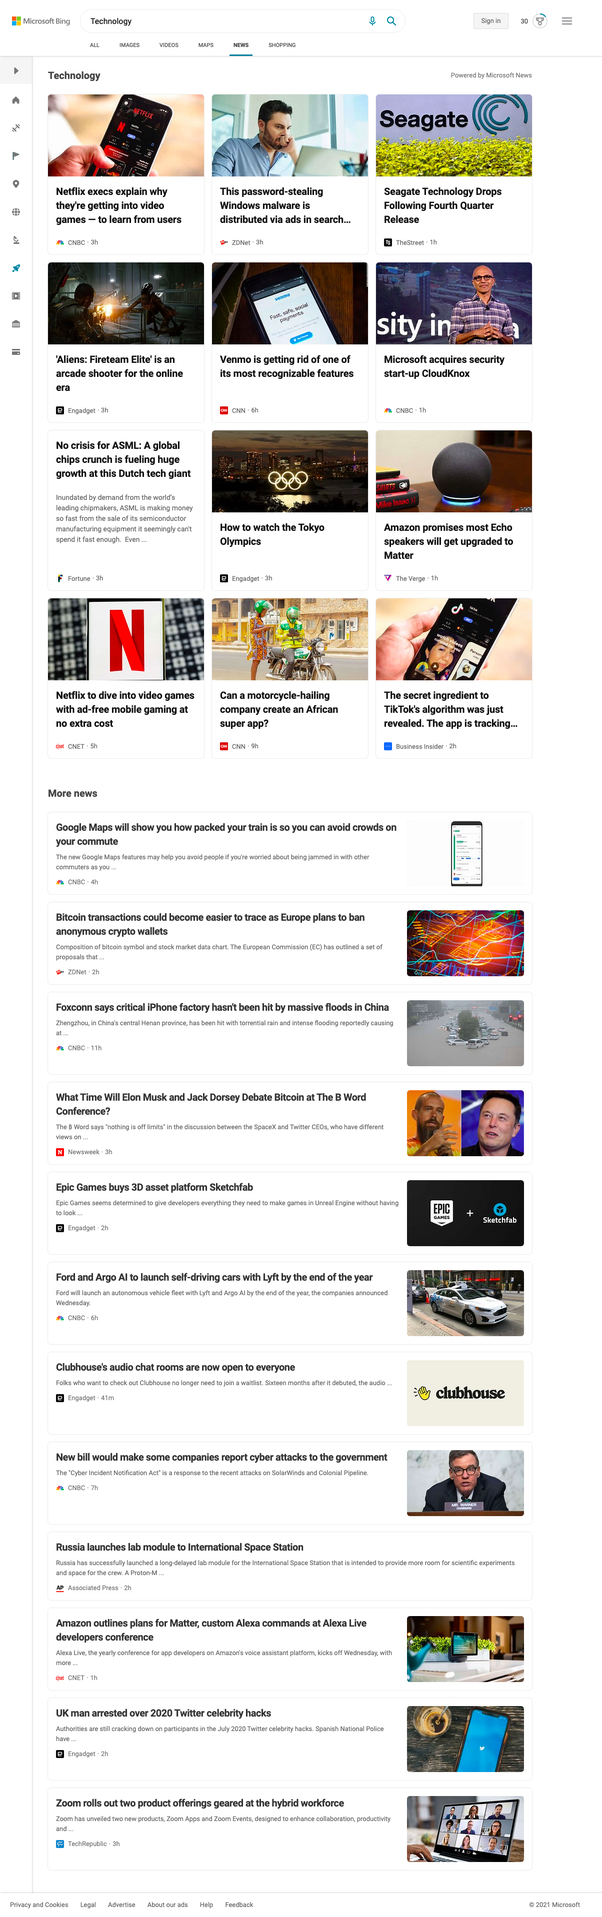 Microsoft Bing
Technology
Sign in
30
ALL
IMAGES
VIDEOS
MAPS
NEWS
SHOPPING
Technology
Powered by Microsoft News
NETFLIX
Seagate
Netflix execs explain why
they're getting into video
games — to learn from users
CNBC · 3h
This password-stealing
Windows malware is
distributed via ads in search...
ZDNet · 3h
Seagate Technology Drops
Following Fourth Quarter
Release
TheStreet · 1h
Fast, safe, social
payments.
sity in
a
'Aliens: Fireteam Elite' is an
arcade shooter for the online
era
Engadget · 3h
Venmo is getting rid of one of
its most recognizable features
CNN · 6h
Microsoft acquires security
start-up CloudKnox
CNBC · 1h
No crisis for ASML: A global
chips crunch is fueling huge
growth at this Dutch tech giant
Inundated by demand from the world's
leading chipmakers, ASML is making money
so fast from the sale of its semiconductor
manufacturing equipment it seemingly can't
spend it fast enough. Even ...
Fortune · 3h
How to watch the Tokyo
Olympics
Engadget · 3h
Amazon promises most Echo
speakers will get upgraded to
Matter
The Verge · 1h
N
Netflix to dive into video games
with ad-free mobile gaming at
no extra cost
CNET · 5h
Can a motorcycle-hailing
company create an African
super app?
CNN · 9h
The secret ingredient to
TikTok's algorithm was just
revealed. The app is tracking...
Business Insider · 2h
More news
Google Maps will show you how packed your train is so you can avoid crowds on
your commute
The new Google Maps features may help you avoid people if you're worried about being jammed in with other
commuters as you ...
CNBC · 4h
Bitcoin transactions could become easier to trace as Europe plans to ban
anonymous crypto wallets
Composition of bitcoin symbol and stock market data chart. The European Commission (EC) has outlined a set of
proposals that ...
ZDNet · 2h
Foxconn says critical iPhone factory hasn't been hit by massive floods in China
Zhengzhou, in China's central Henan province, has been hit with torrential rain and intense flooding reportedly causing
at ...
CNBC · 11h
What Time Will Elon Musk and Jack Dorsey Debate Bitcoin at The B Word
Conference?
The B Word says "nothing is off limits" in the discussion between the SpaceX and Twitter CEOs, who have different
views on ...
Newsweek · 3h
Epic Games buys 3D asset platform Sketchfab
Epic Games seems determined to give developers everything they need to make games in Unreal Engine without having
to look ...
Engadget · 2h
EPIC
GAMES
+
Sketchfab
Ford and Argo AI to launch self-driving cars with Lyft by the end of the year
Ford will launch an autonomous vehicle fleet with Lyft and Argo AI by the end of the year, the companies announced
Wednesday.
CNBC · 6h
Clubhouse's audio chat rooms are now open to everyone
Folks who want to check out Clubhouse no longer need to join a waitlist. Sixteen months after it debuted, the audio ...
Engadget · 41m
clubhouse
New bill would make some companies report cyber attacks to the government
The "Cyber Incident Notification Act" is a response to the recent attacks on SolarWinds and Colonial Pipeline.
CNBC · 7h
MR. WARNER
Russia launches lab module to International Space Station
Russia has successfully launched a long-delayed lab module for the International Space Station that is intended to provide more room for scientific experiments
and space for the crew. A Proton-M ...
AP Associated Press · 2h
Amazon outlines plans for Matter, custom Alexa commands at Alexa Live
developers conference
Alexa Live, the yearly conference for app developers on Amazon's voice assistant platform, kicks off Wednesday, with
more ...
CNET · 1h
UK man arrested over 2020 Twitter celebrity hacks
Authorities are still cracking down on participants in the July 2020 Twitter celebrity hacks. Spanish National Police
have ...
Engadget · 2h
Zoom rolls out two product offerings geared at the hybrid workforce
Zoom has unveiled two new products, Zoom Apps and Zoom Events, designed to enhance collaboration, productivity
and ...
TechRepublic · 3h
Privacy and Cookies
Legal
Advertise
About our ads
Help
Feedback
© 2021 Microsoft